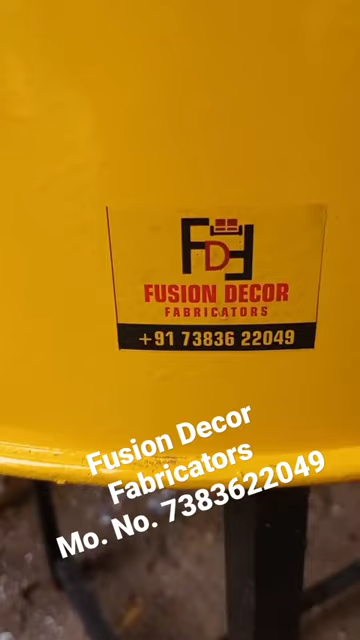 FDF
FUSION DECOR
FABRICATORS
+91 73836 22049
Fusion Decor
Fabricators
Mo. No. 7383622049